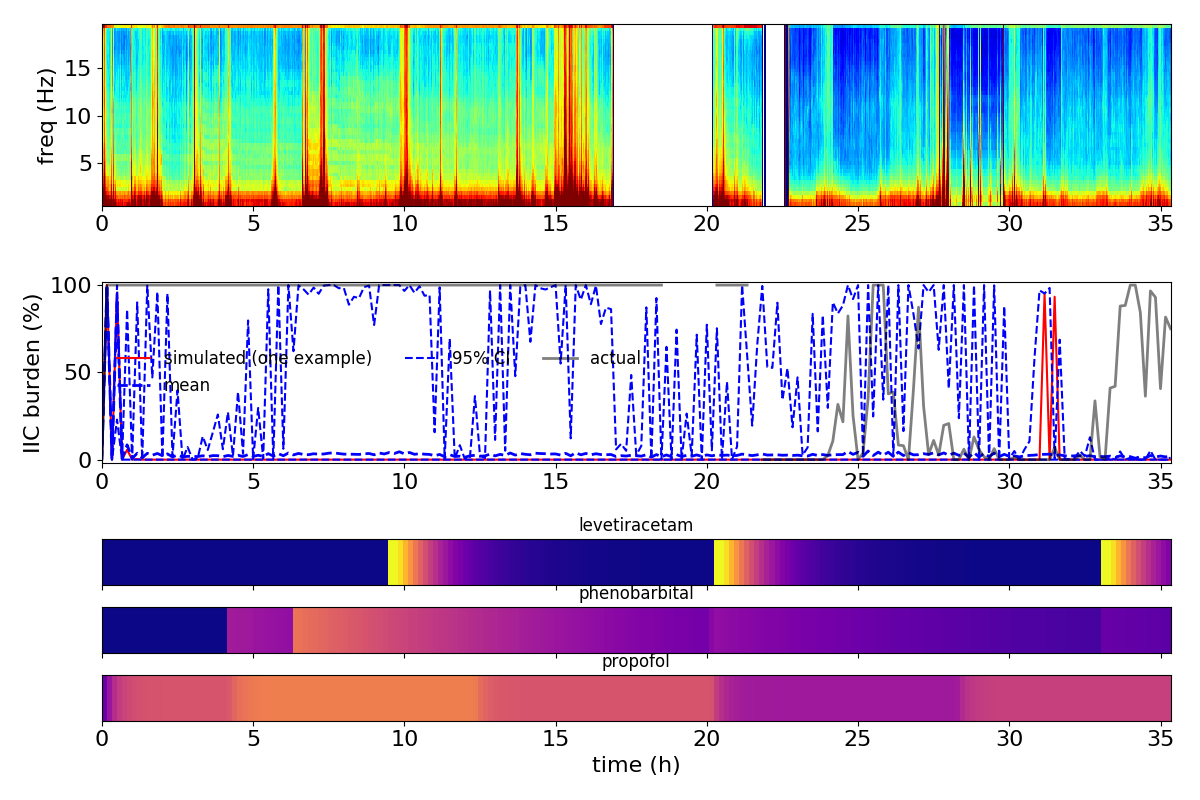 freq (Hz)
15
10
5
0 5 10 15 20 25 30 35
IIC burden (%)
100
50
0
simulated (one example) 95% CI actual
mean
0 5 10 15 20 25 30 35
levetiracetam
phenobarbital
propofol
0 5 10 15 20 25 30 35
time (h)